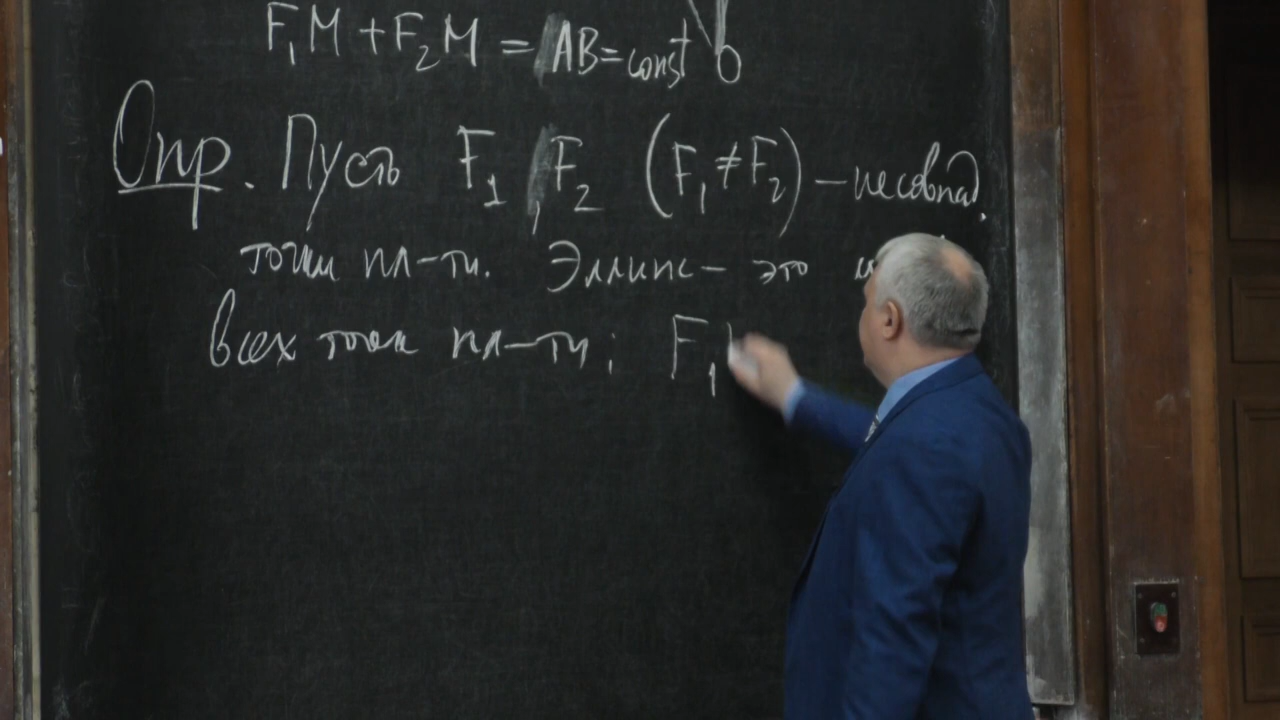 F₁M + F₂M = AB = const
Опр. Пусть F₁, F₂ (F₁ ≠ F₂) – несовпад.
точки пл-ти. Эллипс – это
всех точек пл-ти: F₁